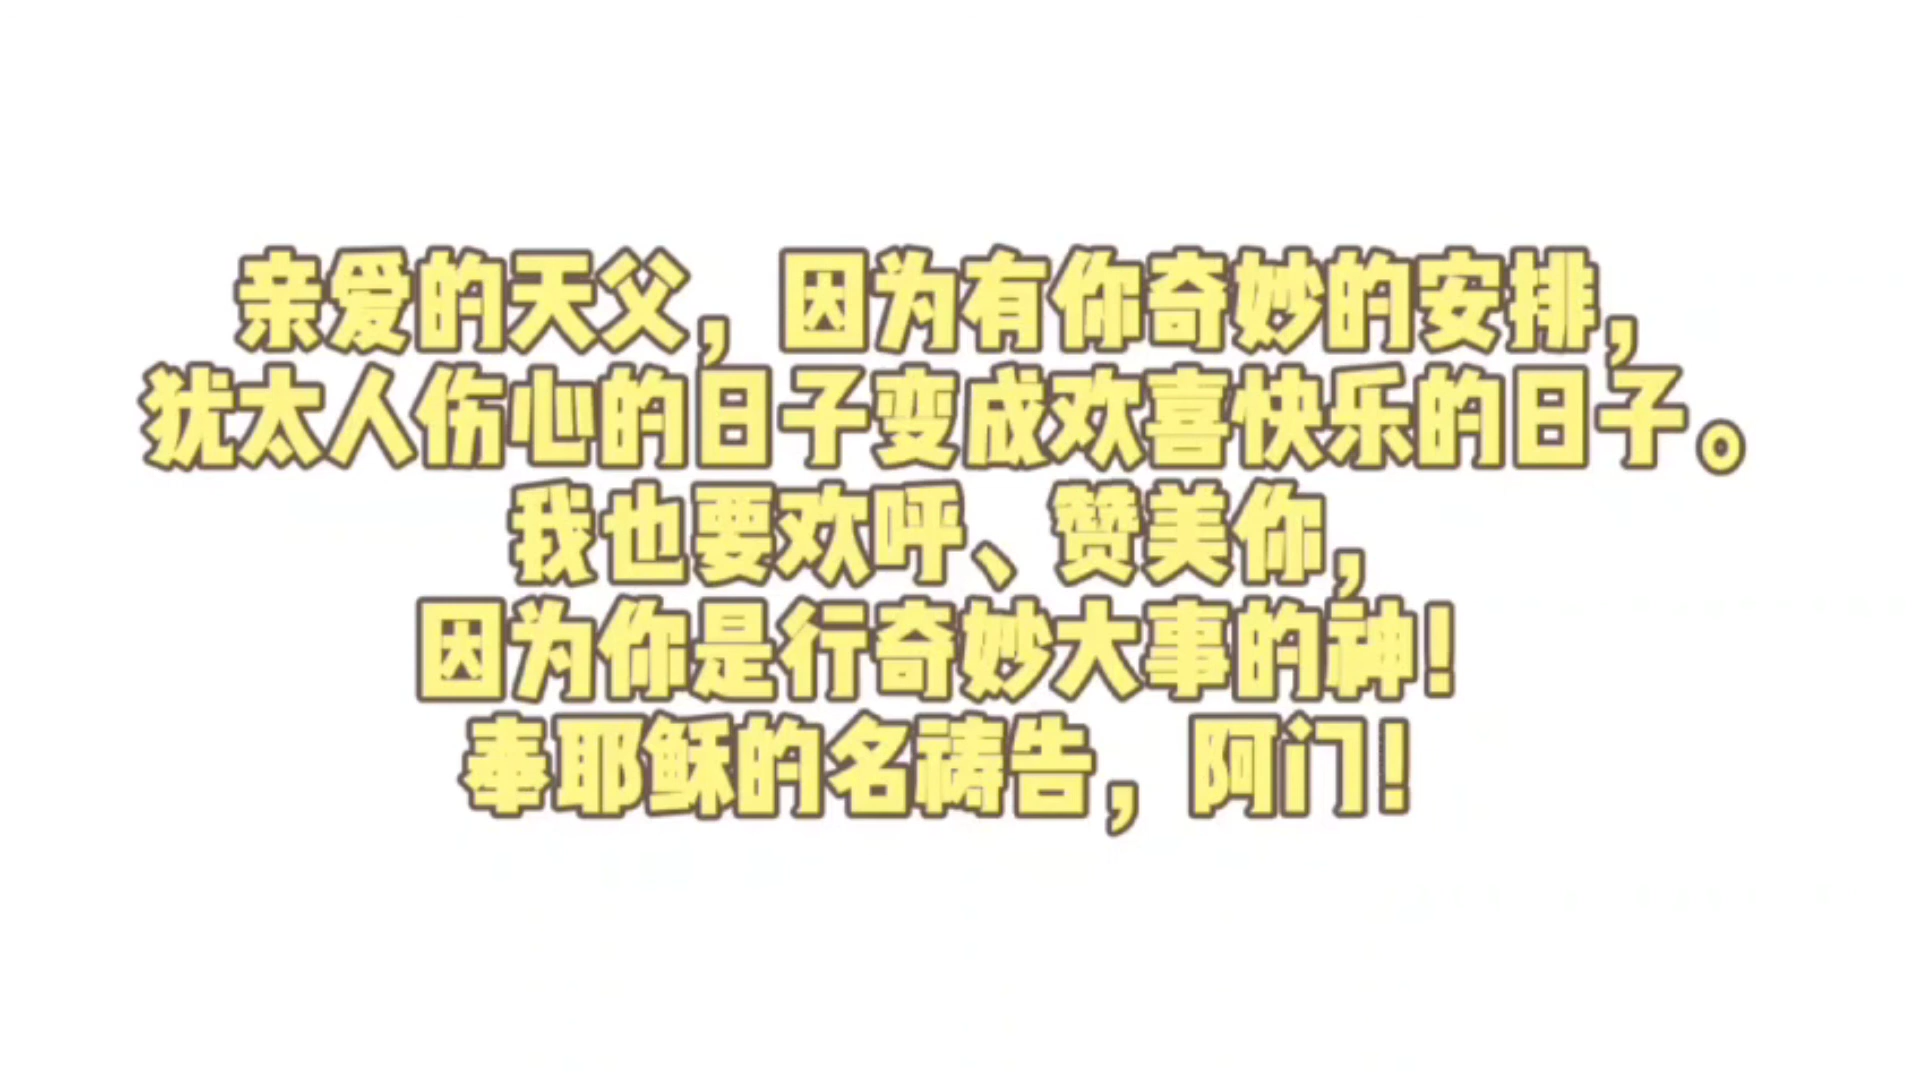 亲爱的天父，因为有你奇妙的安排，
犹太人伤心的日子变成欢喜快乐的日子。
我也要欢呼、赞美你，
因为你是行奇妙大事的神！
奉耶稣的名祷告，阿门！